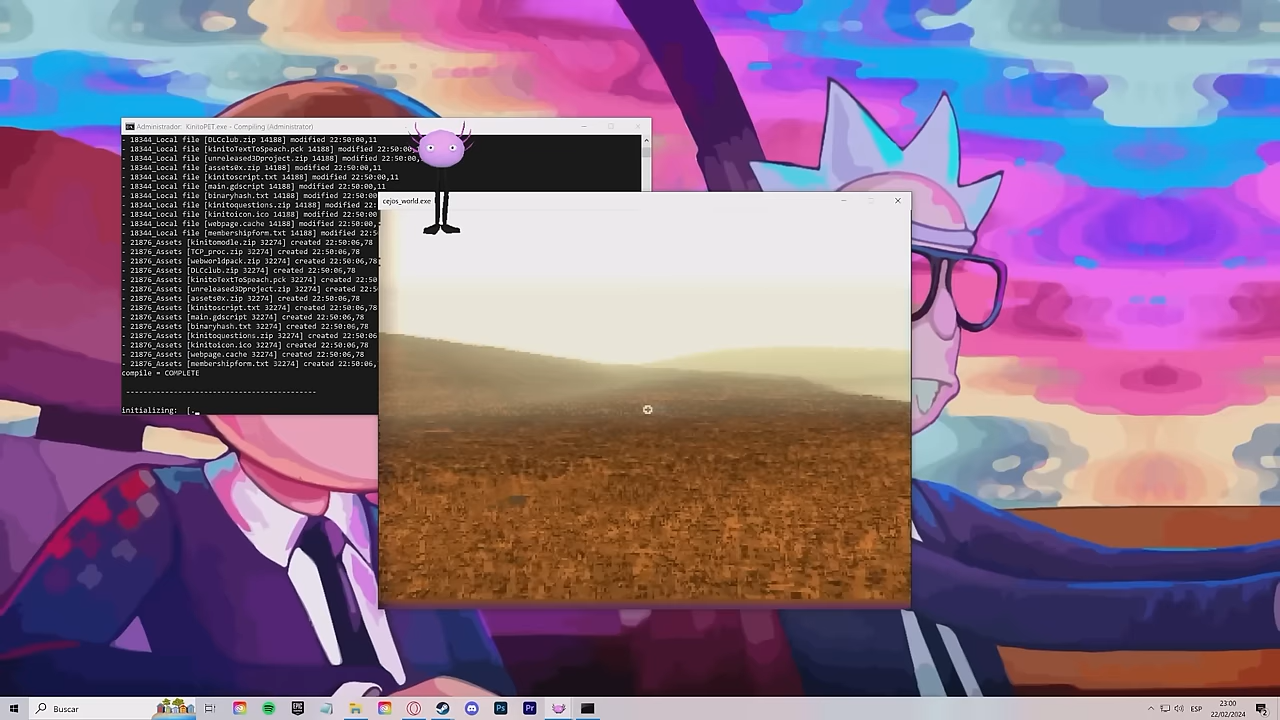 Administrador: KinitoPET.exe - Compiling (Administrator)
- 18344_Local file [DLCclub.zip 14188] modified 22:50:00,11
- 18344_Local file [kinitoTextToSpeach.pck 14188] modified 22:50:00,
- 18344_Local file [unreleased3Dproject.zip 14188] modified 22:50:00,
- 18344_Local file [assets0x.zip 14188] modified 22:50:00,11
- 18344_Local file [kinitoscript.txt 14188] modified 22:50:00,11
- 18344_Local file [main.gdscript 14188] modified 22:50:00,11
- 18344_Local file [binaryhash.txt 14188] modified 22:50:0
- 18344_Local file [kinitoquestions.zip 14188] modified 22:
- 18344_Local file [kinitoicon.ico 14188] modified 22:50:00
- 18344_Local file [webpage.cache 14188] modified 22:50:00,
- 18344_Local file [membershipform.txt 14188] modified 22:5
- 21876_Assets [kinitomodle.zip 32274] created 22:50:06,78
- 21876_Assets [TCP_proc.zip 32274] created 22:50:06,78
- 21876_Assets [webworldpack.zip 32274] created 22:50:06,78
- 21876_Assets [DLCclub.zip 32274] created 22:50:06,78
- 21876_Assets [kinitoTextToSpeach.pck 32274] created 22:50
- 21876_Assets [unreleased3Dproject.zip 32274] created 22:5
- 21876_Assets [assets0x.zip 32274] created 22:50:06,78
- 21876_Assets [kinitoscript.txt 32274] created 22:50:06,78
- 21876_Assets [main.gdscript 32274] created 22:50:06,78
- 21876_Assets [binaryhash.txt 32274] created 22:50:06,78
- 21876_Assets [kinitoquestions.zip 32274] created 22:50:06
- 21876_Assets [kinitoicon.ico 32274] created 22:50:06,78
- 21876_Assets [webpage.cache 32274] created 22:50:06,78
- 21876_Assets [membershipform.txt 32274] created 22:50:06,
compile = COMPLETE
--------------------------------------------
initializing: [.
cejos_world.exe
Buscar
EPIC
Ps
Pr
ESP
23:00
22/02/2024